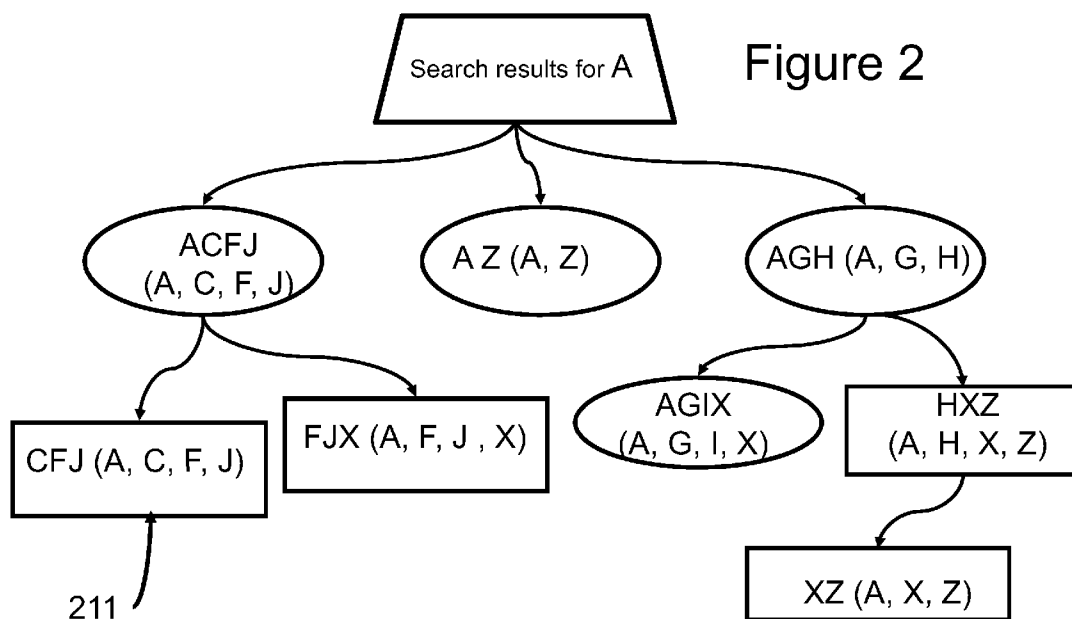 Search results for A
Figure 2
ACFJ
(A, C, F, J)
A Z (A, Z)
AGH (A, G, H)
CFJ (A, C, F, J)
FJX (A, F, J , X)
AGIX
(A, G, I, X)
HXZ
(A, H, X, Z)
XZ (A, X, Z)
211